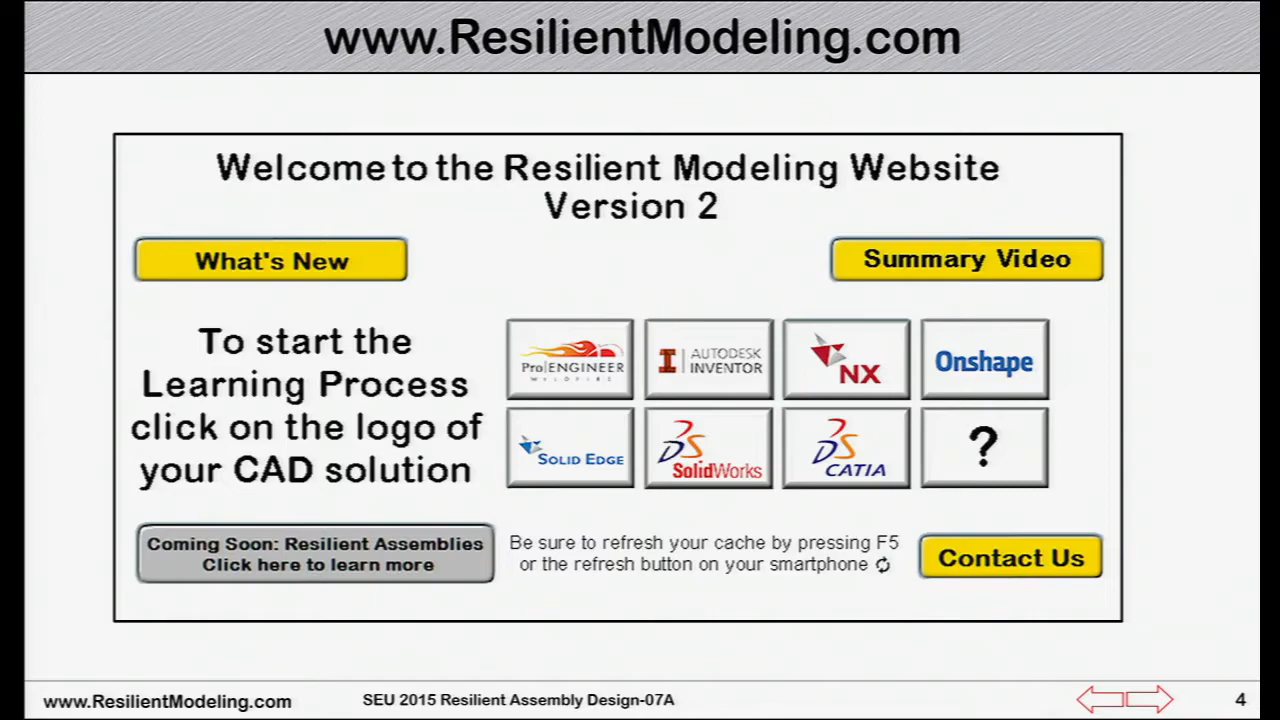 www.ResilientModeling.com
Welcome to the Resilient Modeling Website
Version 2
What's New
Summary Video
To start the
Learning Process
click on the logo of
your CAD solution
Pro|ENGINEER
WILDFIRE
I AUTODESK
INVENTOR
NX
Onshape
SOLID EDGE
DS SolidWorks
DS CATIA
?
Coming Soon: Resilient Assemblies
Click here to learn more
Be sure to refresh your cache by pressing F5
or the refresh button on your smartphone
Contact Us
www.ResilientModeling.com
SEU 2015 Resilient Assembly Design-07A
4